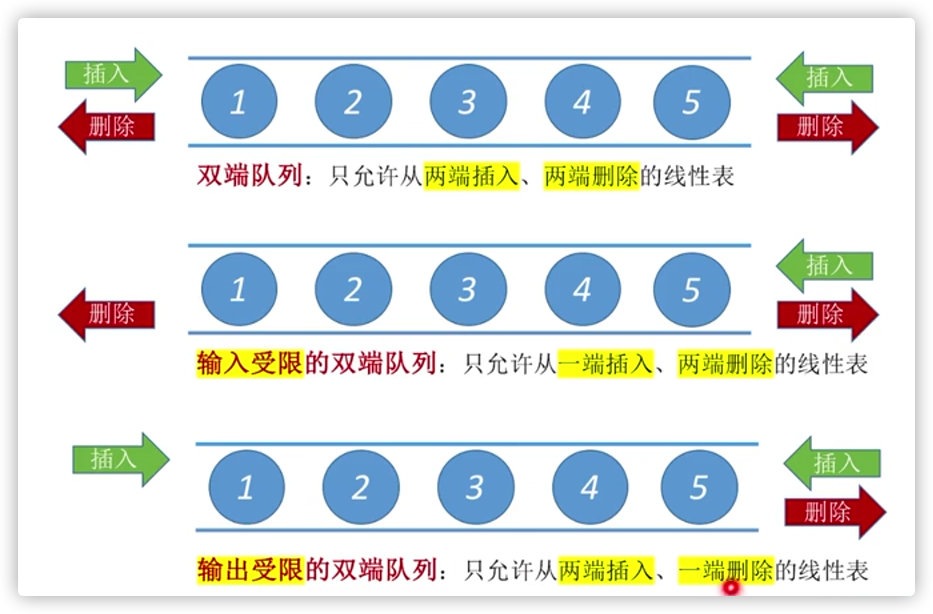 插入 1 2 3 4 5 插入
删除 删除
双端队列：只允许从两端插入、两端删除的线性表
1 2 3 4 5 插入
删除 删除
输入受限的双端队列：只允许从一端插入、两端删除的线性表
插入 1 2 3 4 5 插入
删除
输出受限的双端队列：只允许从两端插入、一端删除的线性表